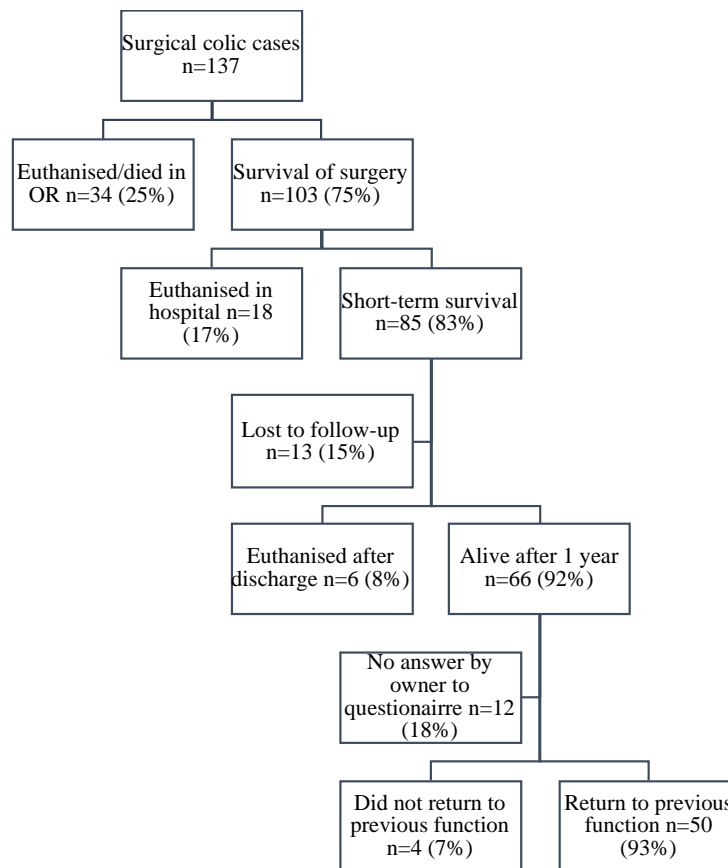 Surgical colic cases
n=137
Euthanised/died in
OR n=34 (25%)
Survival of surgery
n=103 (75%)
Euthanised in
hospital n=18
(17%)
Short-term survival
n=85 (83%)
Lost to follow-up
n=13 (15%)
Euthanised after
discharge n=6 (8%)
Alive after 1 year
n=66 (92%)
No answer by
owner to
questionairre n=12
(18%)
Did not return to
previous function
n=4 (7%)
Return to previous
function n=50
(93%)